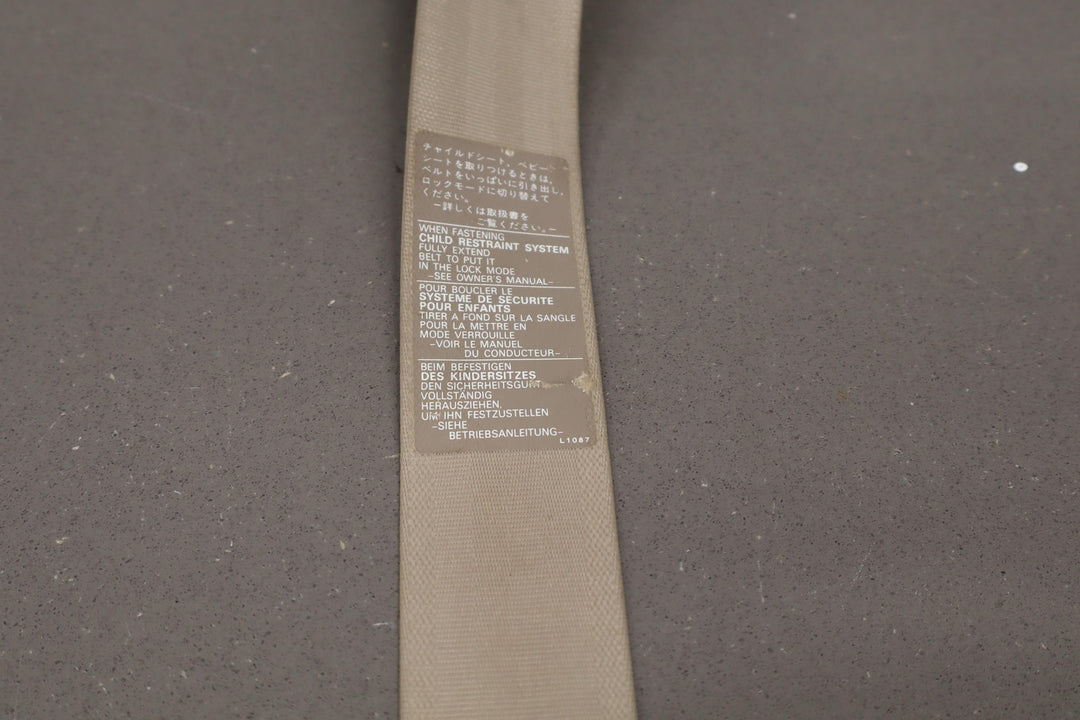 チャイルドシート、ベビー
シートを取りつけるときは、
ベルトをいっぱいに引き出し、
ロックモードに切り替えて
ください。
－詳しくは取扱書を
ご覧ください。－
WHEN FASTENING
CHILD RESTRAINT SYSTEM
FULLY EXTEND
BELT TO PUT IT
IN THE LOCK MODE
–SEE OWNER'S MANUAL–
POUR BOUCLER LE
SYSTEME DE SECURITE
POUR ENFANTS
TIRER A FOND SUR LA SANGLE
POUR LA METTRE EN
MODE VERROUILLE
–VOIR LE MANUEL
DU CONDUCTEUR–
BEIM BEFESTIGEN
DES KINDERSITZES
DEN
VOLLSTÄNDIG
HERAUSZIEHEN,
UM IHN FESTZUSTELLEN
–SIEHE
BETRIEBSANLEITUNG–
L1087